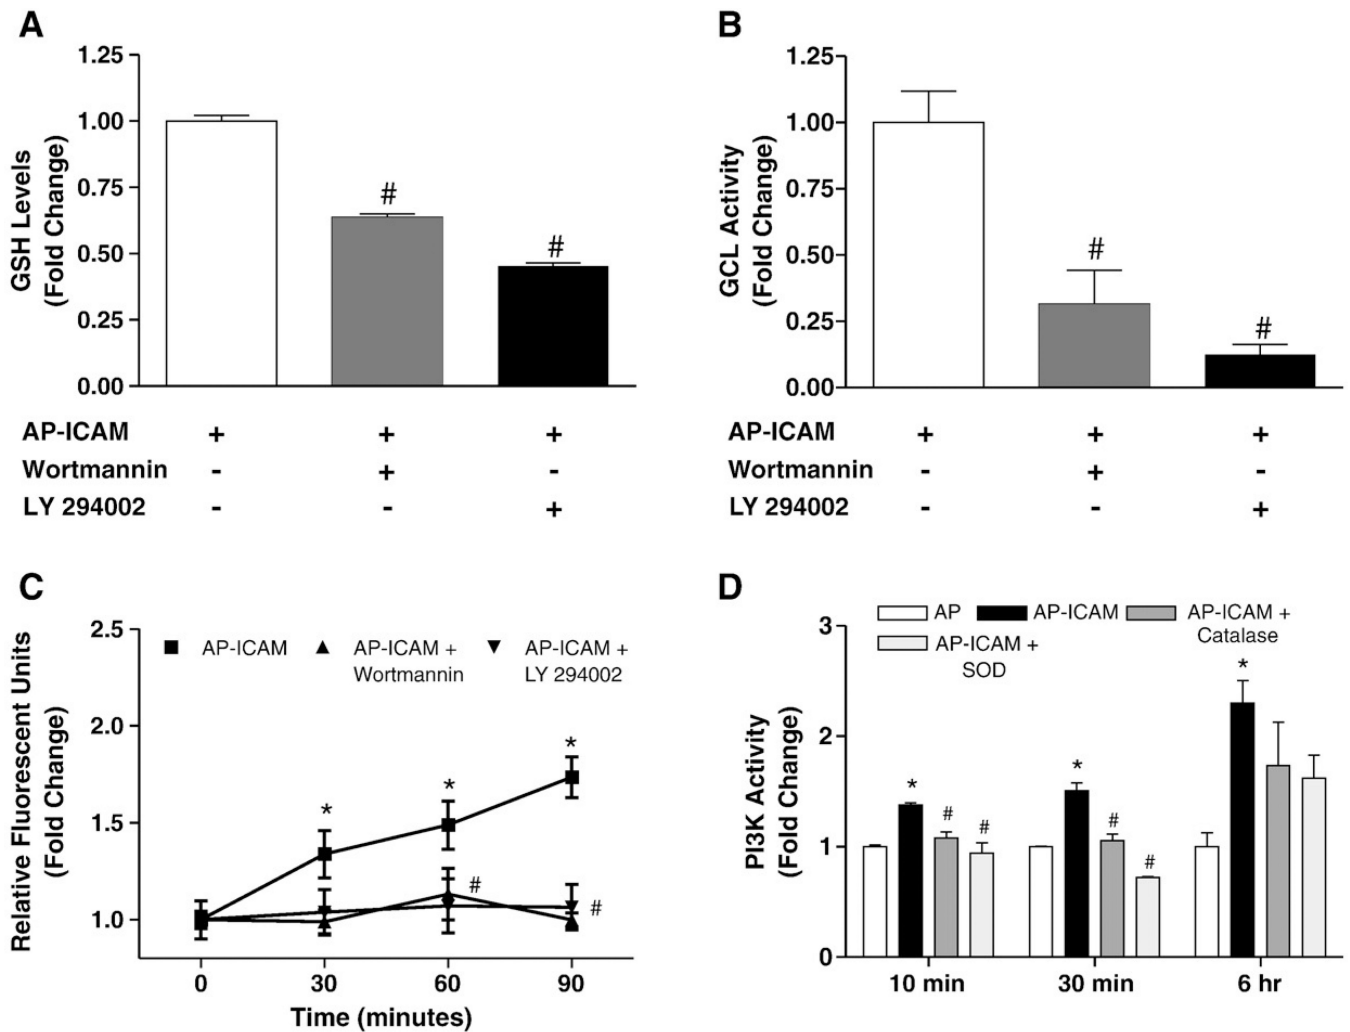 A
GSH Levels
(Fold Change)
1.25
1.00
0.75
0.50
0.25
0.00
#
#
AP-ICAM + + +
Wortmannin - + -
LY 294002 - - +
B
GCL Activity
(Fold Change)
1.25
1.00
0.75
0.50
0.25
0.00
#
#
AP-ICAM + + +
Wortmannin - + -
LY 294002 - - +
C
Relative Fluorescent Units
(Fold Change)
2.5
2.0
1.5
1.0
AP-ICAM
AP-ICAM +
Wortmannin
AP-ICAM +
LY 294002
*
*
*
#
#
0 30 60 90
Time (minutes)
D
PI3K Activity
(Fold Change)
3
2
1
0
AP
AP-ICAM
AP-ICAM +
Catalase
AP-ICAM +
SOD
*
#
#
*
#
#
*
10 min 30 min 6 hr